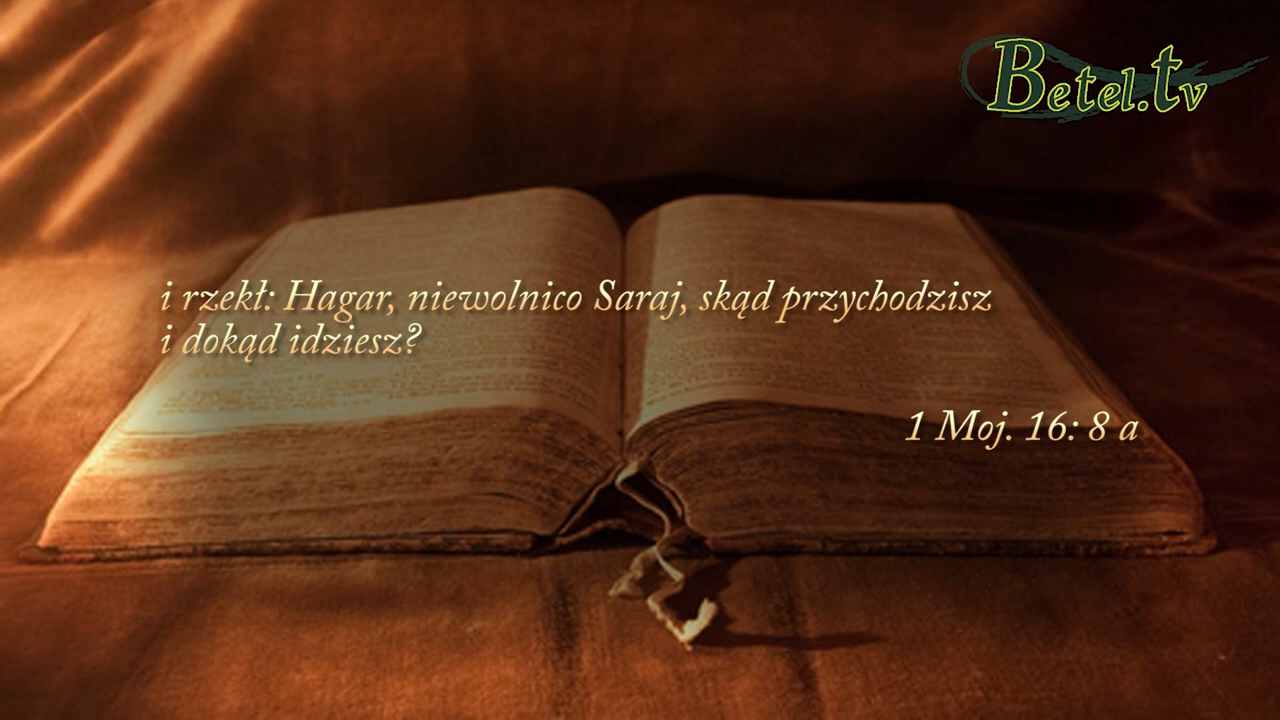 Betel.tv
i rzekł: Hagar, niewolnico Saraj, skąd przychodzisz
i dokąd idziesz?
1 Moj. 16: 8 a